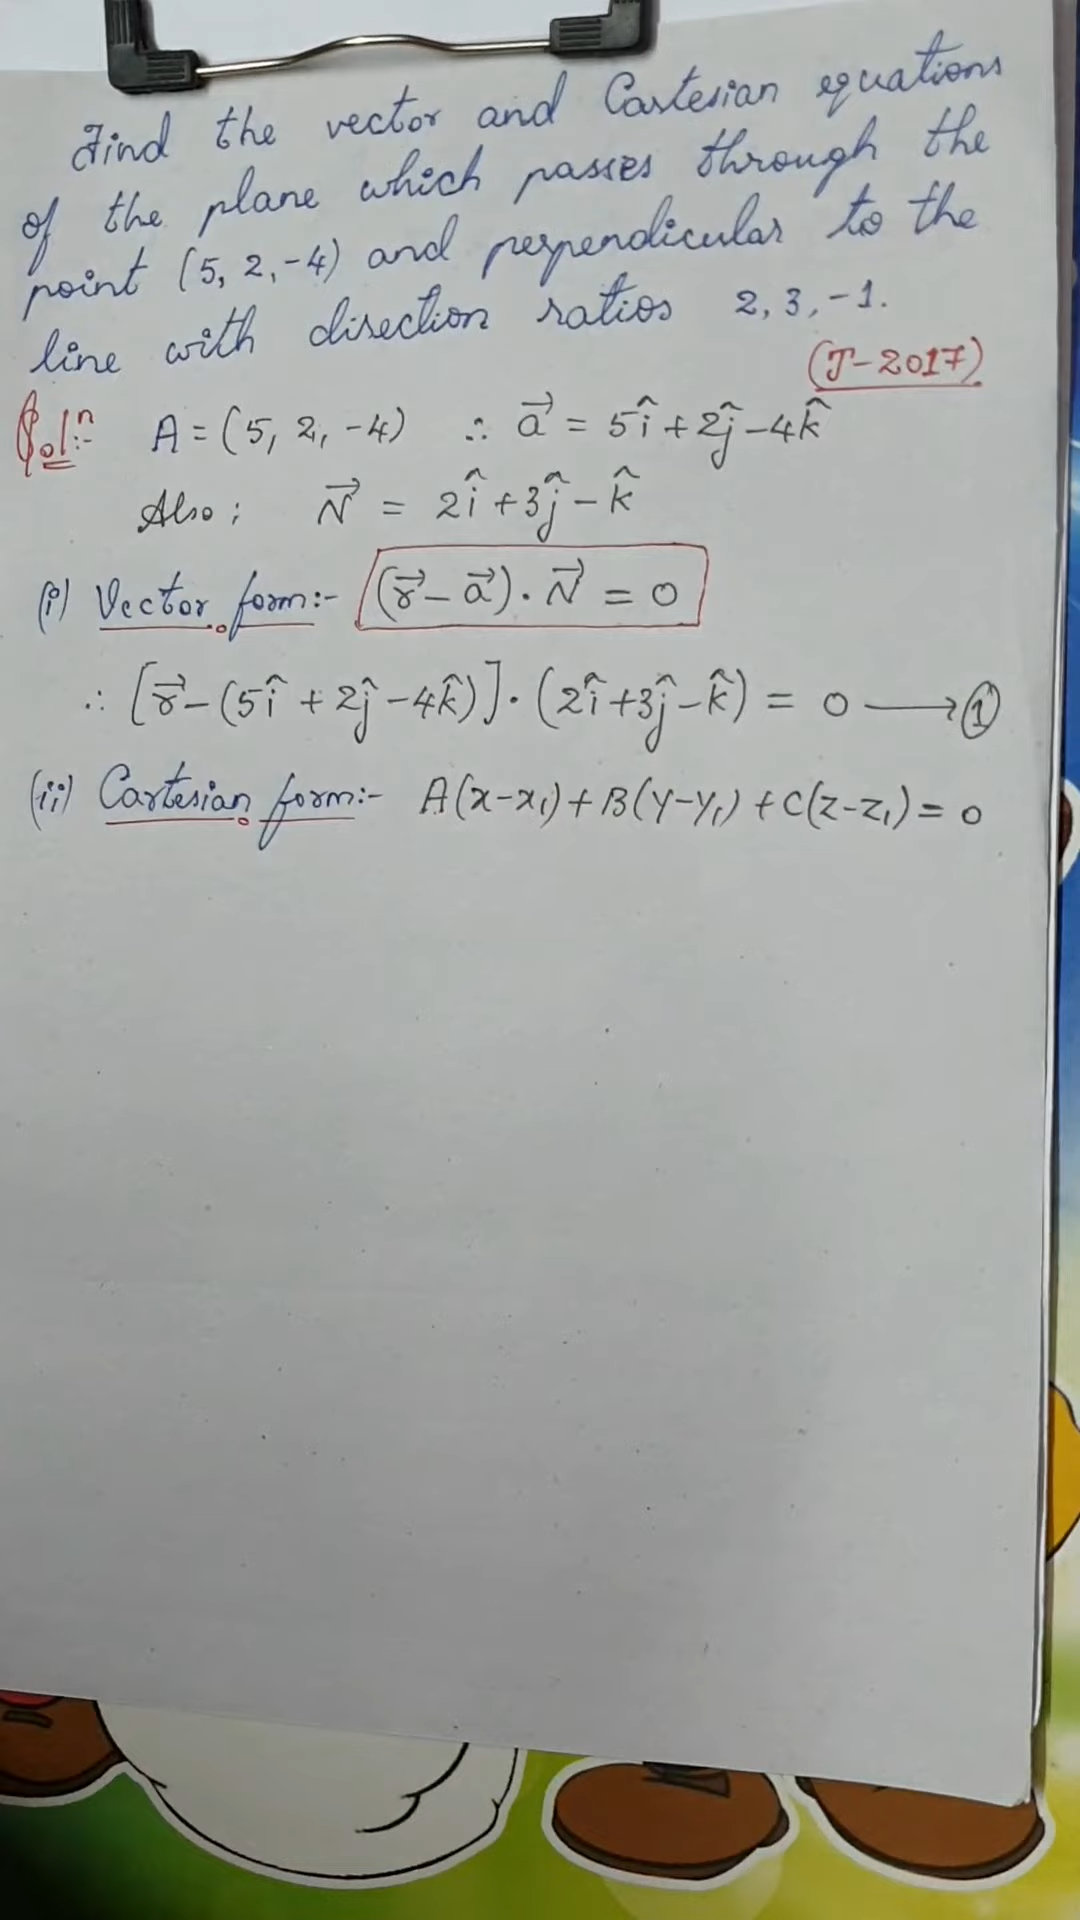 Find the vector and Cartesian equations
of the plane which passes through the
point (5, 2, -4) and perpendicular to the
line with direction ratios 2, 3, -1.
(J-2017)
Solⁿ:- A = (5, 2, -4) ∴ a⃗ = 5î + 2ĵ - 4k̂
Also; N⃗ = 2î + 3ĵ - k̂
(i) Vector form:- (r⃗ - a⃗) · N⃗ = 0
∴ [r⃗ - (5î + 2ĵ - 4k̂)] · (2î + 3ĵ - k̂) = 0 ⟶ ①
(ii) Cartesian form:- A(x-x₁) + B(y-y₁) + C(z-z₁) = 0